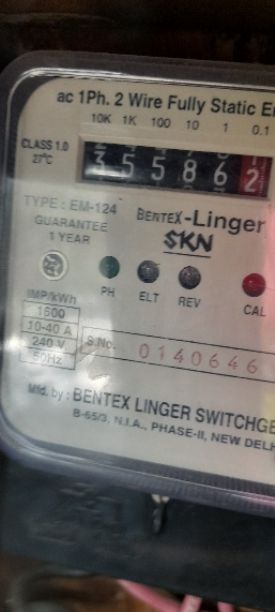 ac 1Ph. 2 Wire Fully Static E
10K 1K 100 10 1 0.1
CLASS 1.0
27°C
3 5 5 8 6 2
TYPE : EM-124
BENTEX-Linger
GUARANTEE
1 YEAR
SKN
PH ELT REV CAL
IMP/kWh
1600
10-40 A
240 V
50Hz
S.No. 0140646
Mfd. by : BENTEX LINGER SWITCHGE
B-65/3, N.I.A., PHASE-II, NEW DELH